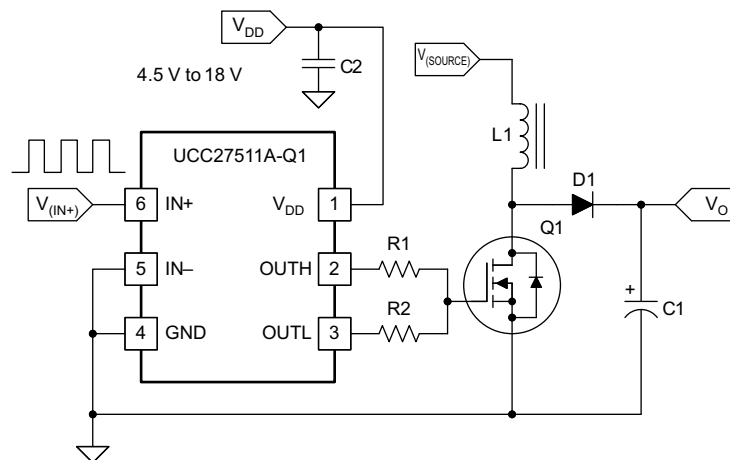 V_DD
C2
4.5 V to 18 V
V_(SOURCE)
L1
UCC27511A-Q1
D1
V_(IN+)
6 IN+
V_DD 1
V_O
Q1
R1
5 IN–
OUTH 2
R2
+
C1
4 GND
OUTL 3